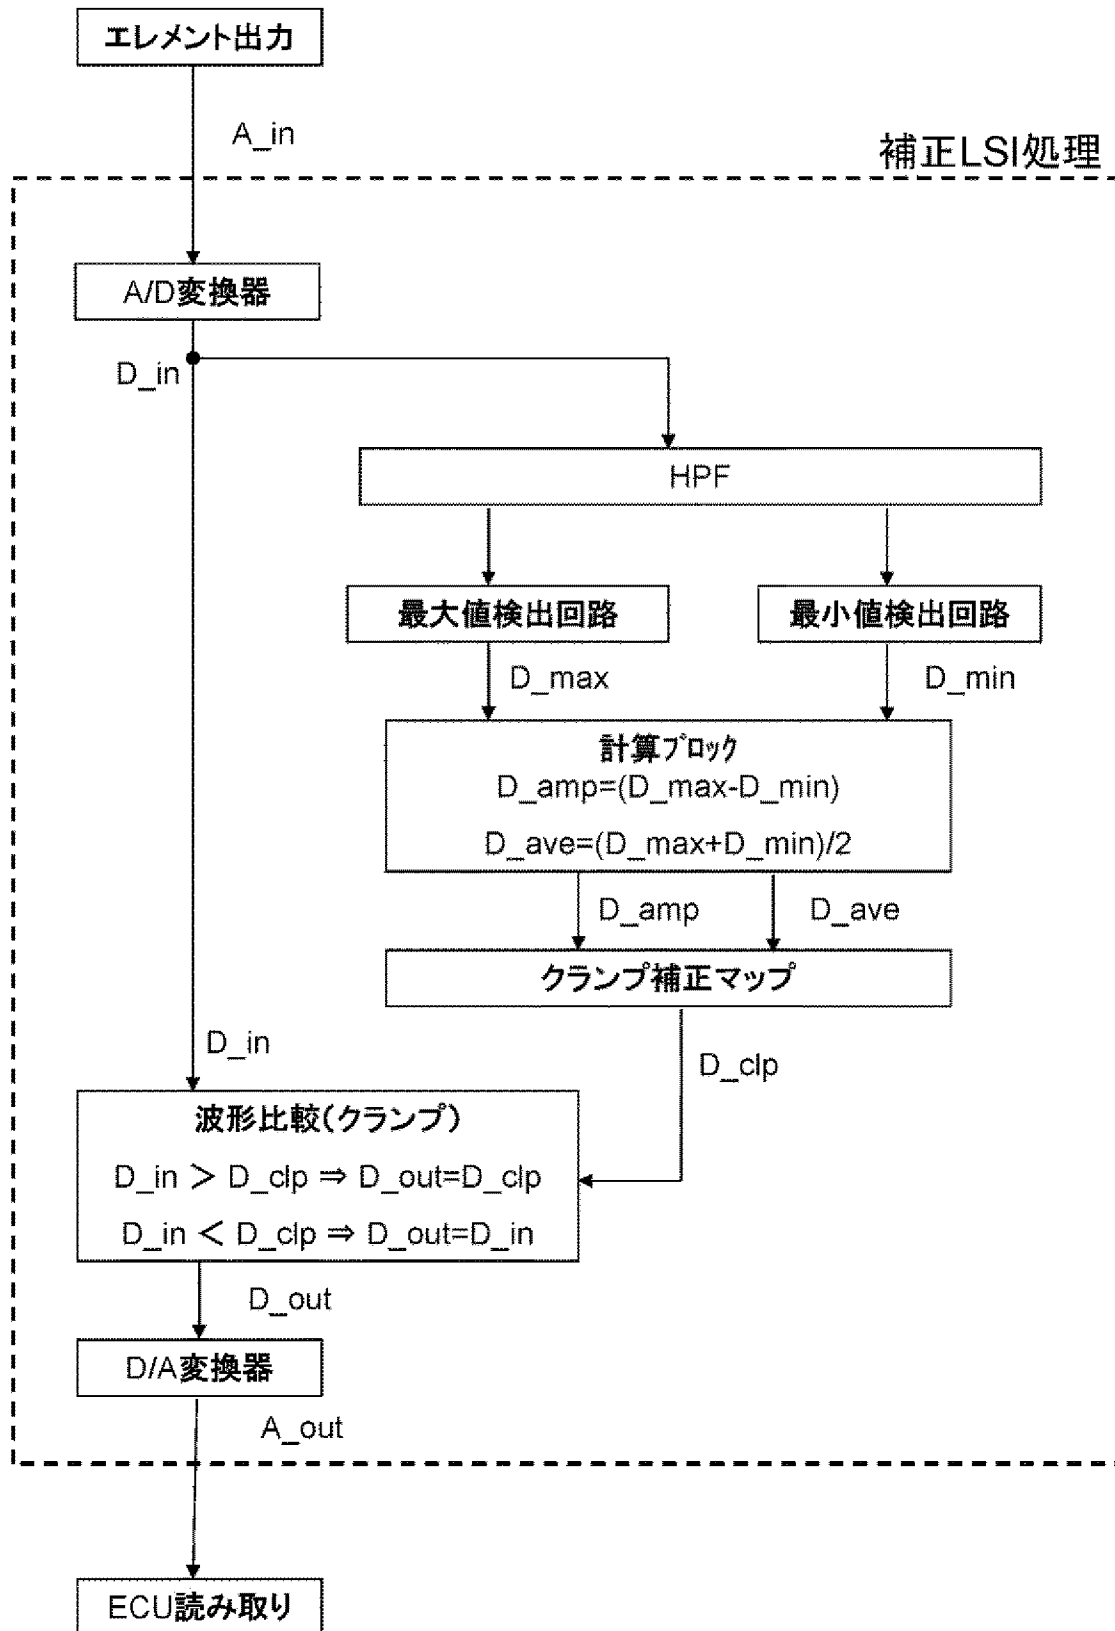 エレメント出力
A_in
補正LSI処理
A/D変換器
D_in
HPF
最大値検出回路
最小値検出回路
D_max
D_min
計算ブロック
D_amp=(D_max-D_min)
D_ave=(D_max+D_min)/2
D_amp
D_ave
クランプ補正マップ
D_in
D_clp
波形比較(クランプ)
D_in > D_clp ⇒ D_out=D_clp
D_in < D_clp ⇒ D_out=D_in
D_out
D/A変換器
A_out
ECU読み取り